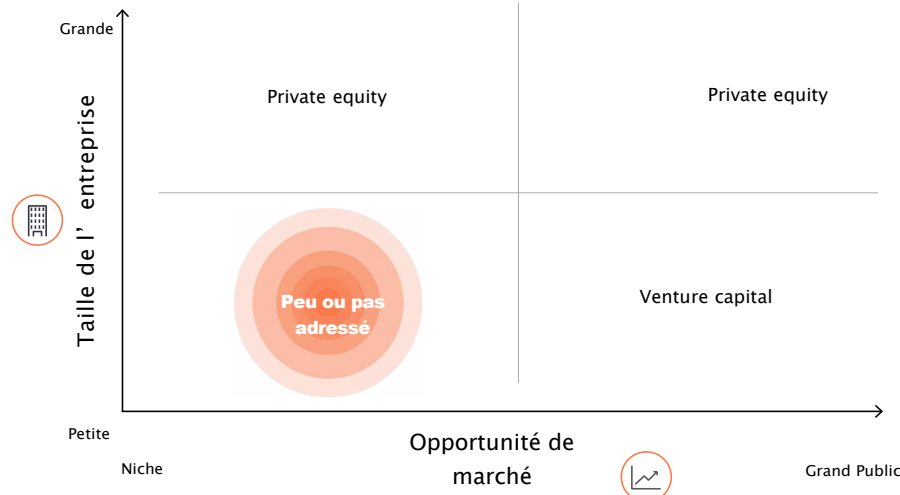 Grande
Private equity
Private equity
Taille de l’ entreprise
Peu ou pas
adressé
Venture capital
Petite
Opportunité de
marché
Niche
Grand Public